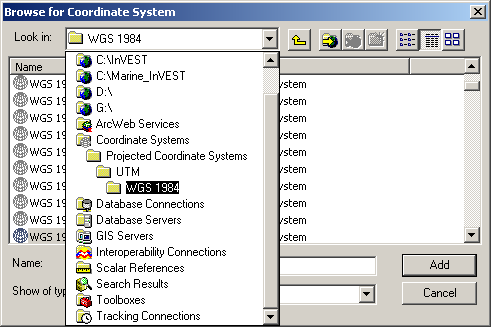 Browse for Coordinate System
Look in: WGS 1984
Name
C:\InVEST
C:\Marine_InVEST
D:\
G:\
ArcWeb Services
Coordinate Systems
Projected Coordinate Systems
UTM
WGS 1984
Database Connections
Database Servers
GIS Servers
Interoperability Connections
Scalar References
Search Results
Toolboxes
Tracking Connections
WGS 19 ystem
WGS 19 ystem
WGS 19 ystem
WGS 19 ystem
WGS 19 ystem
WGS 19 ystem
WGS 19 ystem
WGS 19 ystem
WGS 19 ystem
WGS 19 ystem
Name: Add
Show of typ Cancel